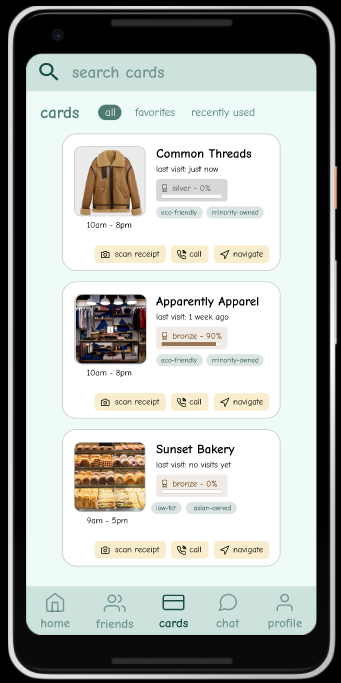 search cards
cards all favorites recently used
Common Threads
last visit: just now
silver - 0%
eco-friendly minority-owned
10am - 8pm
scan receipt call navigate
Apparently Apparel
last visit: 1 week ago
bronze - 90%
eco-friendly minority-owned
10am - 8pm
scan receipt call navigate
Sunset Bakery
last visit: no visits yet
bronze - 0%
low-fat asian-owned
9am - 5pm
scan receipt call navigate
home friends cards chat profile